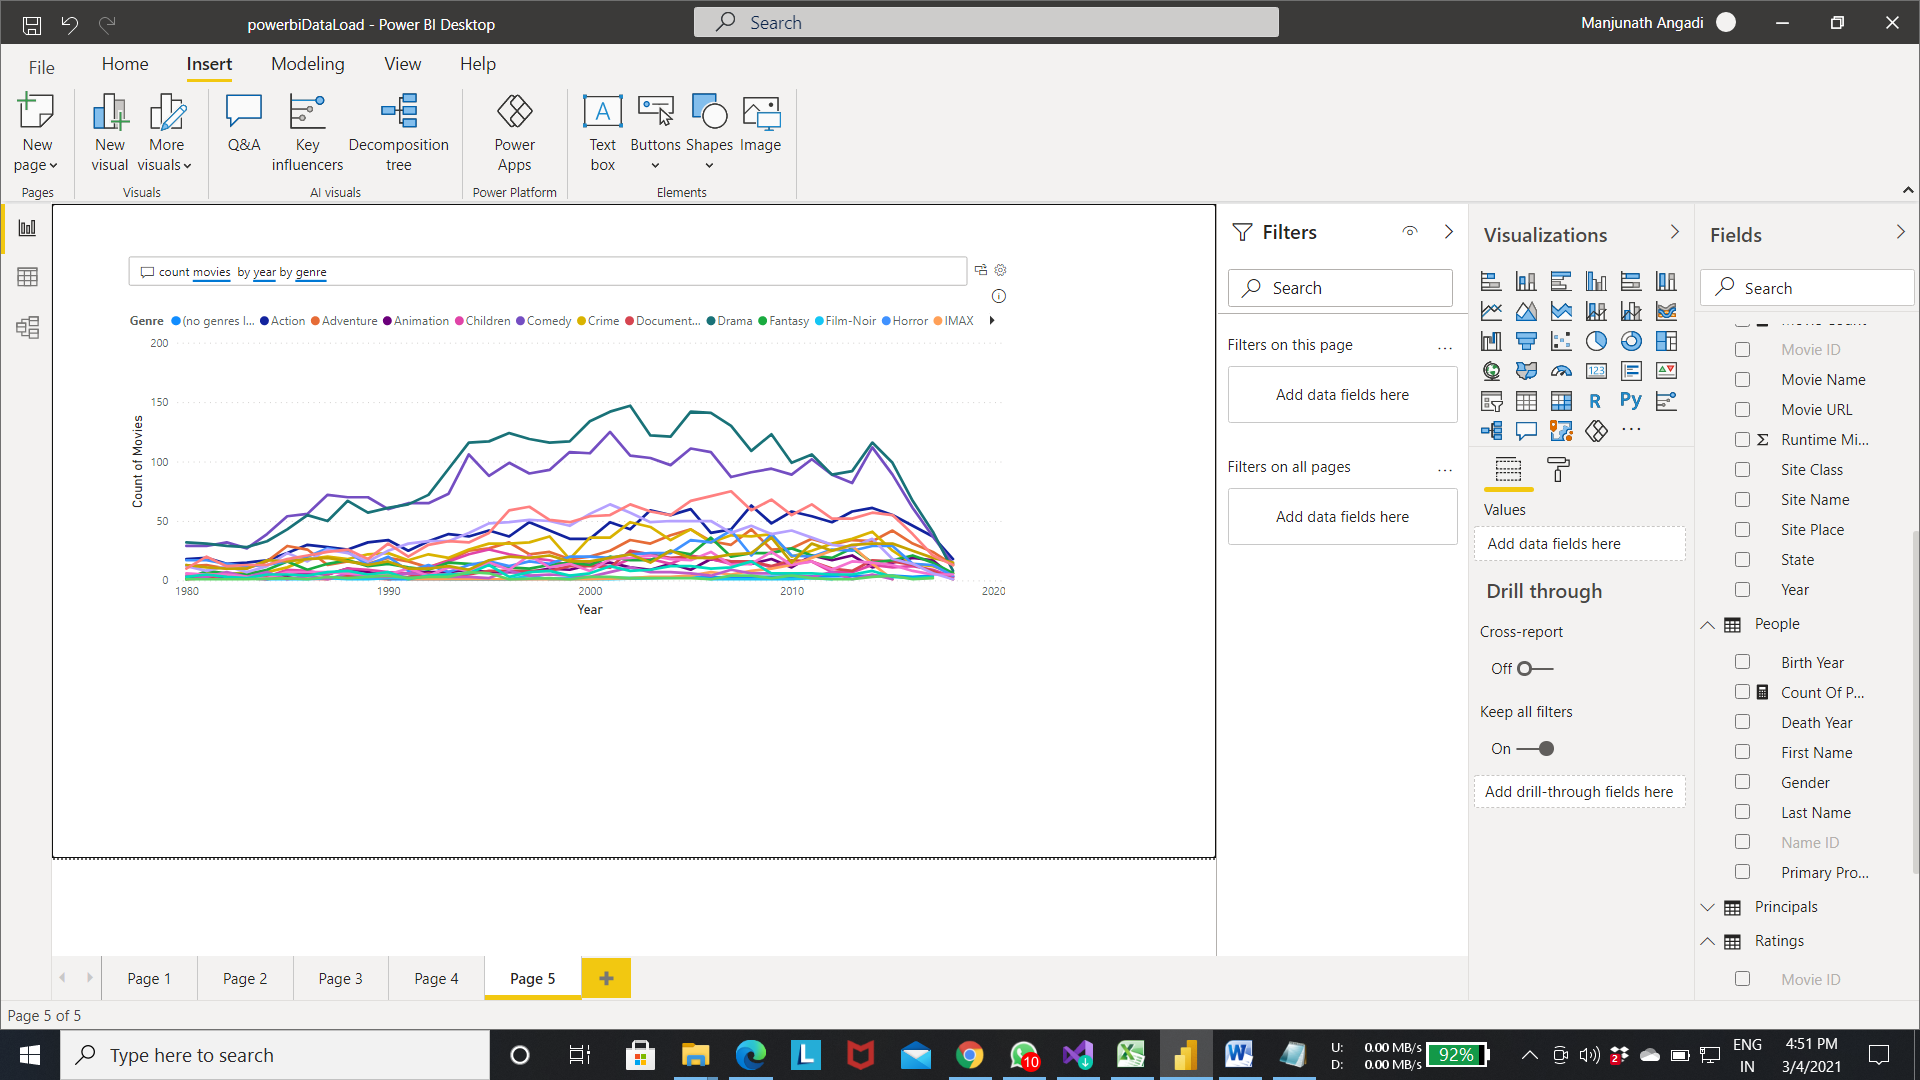 powerbiDataLoad - Power BI Desktop
Search
Manjunath Angadi
File Home Insert Modeling View Help
New page
New visual
More visuals
Q&A
Key influencers
Decomposition tree
Power Apps
Text box
Buttons
Shapes
Image
Pages Visuals AI visuals Power Platform Elements
count movies by year by genre
Genre (no genres l... Action Adventure Animation Children Comedy Crime Document... Drama Fantasy Film-Noir Horror IMAX
200
150
100
50
0
Count of Movies
1980 1990 2000 2010 2020
Year
Filters
Search
Filters on this page ...
Add data fields here
Filters on all pages ...
Add data fields here
Visualizations
123
R Py
...
Values
Add data fields here
Drill through
Cross-report
Off
Keep all filters
On
Add drill-through fields here
Fields
Search
Movie ID
Movie Name
Movie URL
Σ Runtime Mi...
Site Class
Site Name
Site Place
State
Year
People
Birth Year
Count Of P...
Death Year
First Name
Gender
Last Name
Name ID
Primary Pro...
Principals
Ratings
Movie ID
Page 1 Page 2 Page 3 Page 4 Page 5 +
Page 5 of 5
Type here to search
L
10
U: 0.00 MB/s
D: 0.00 MB/s
92%
2
ENG
IN
4:51 PM
3/4/2021